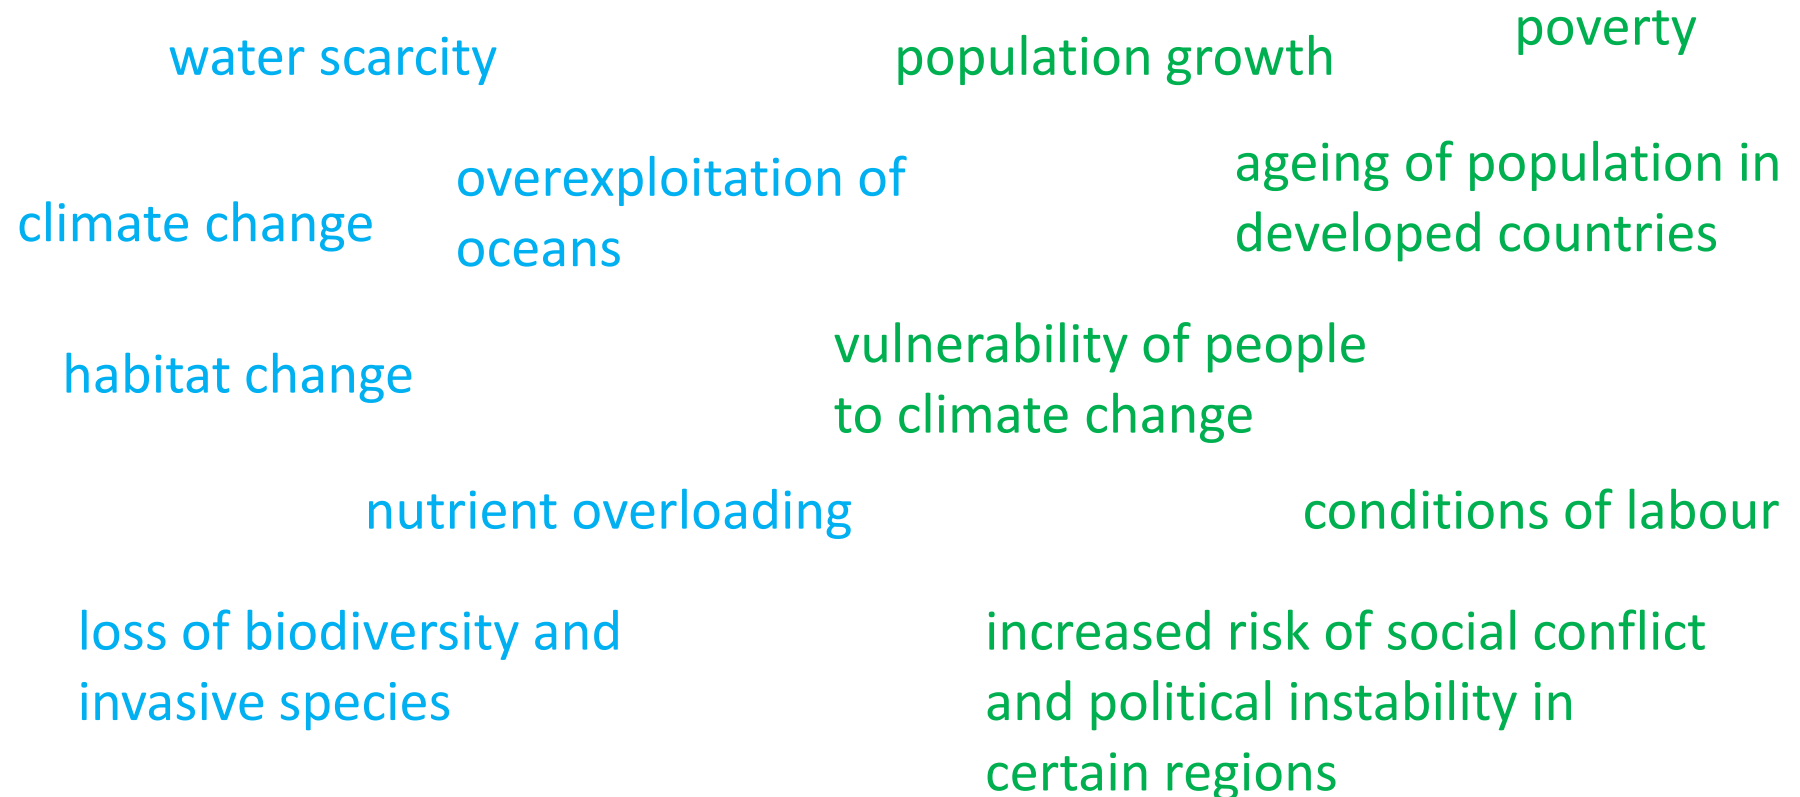 water scarcity
population growth
poverty
climate change
overexploitation of
oceans
ageing of population in
developed countries
habitat change
vulnerability of people
to climate change
nutrient overloading
conditions of labour
loss of biodiversity and
invasive species
increased risk of social conflict
and political instability in
certain regions